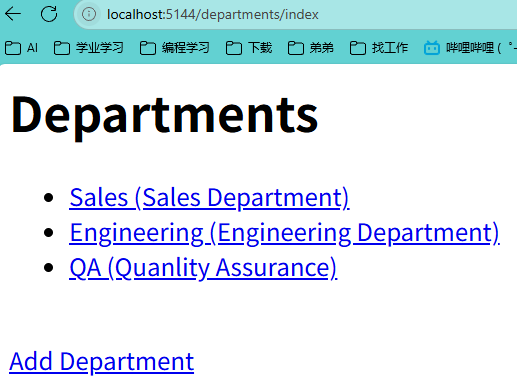 localhost:5144/departments/index
AI 学业学习 编程学习 下载 弟弟 找工作 哔哩哔哩 (
Departments
Sales (Sales Department)
Engineering (Engineering Department)
QA (Quanlity Assurance)
Add Department